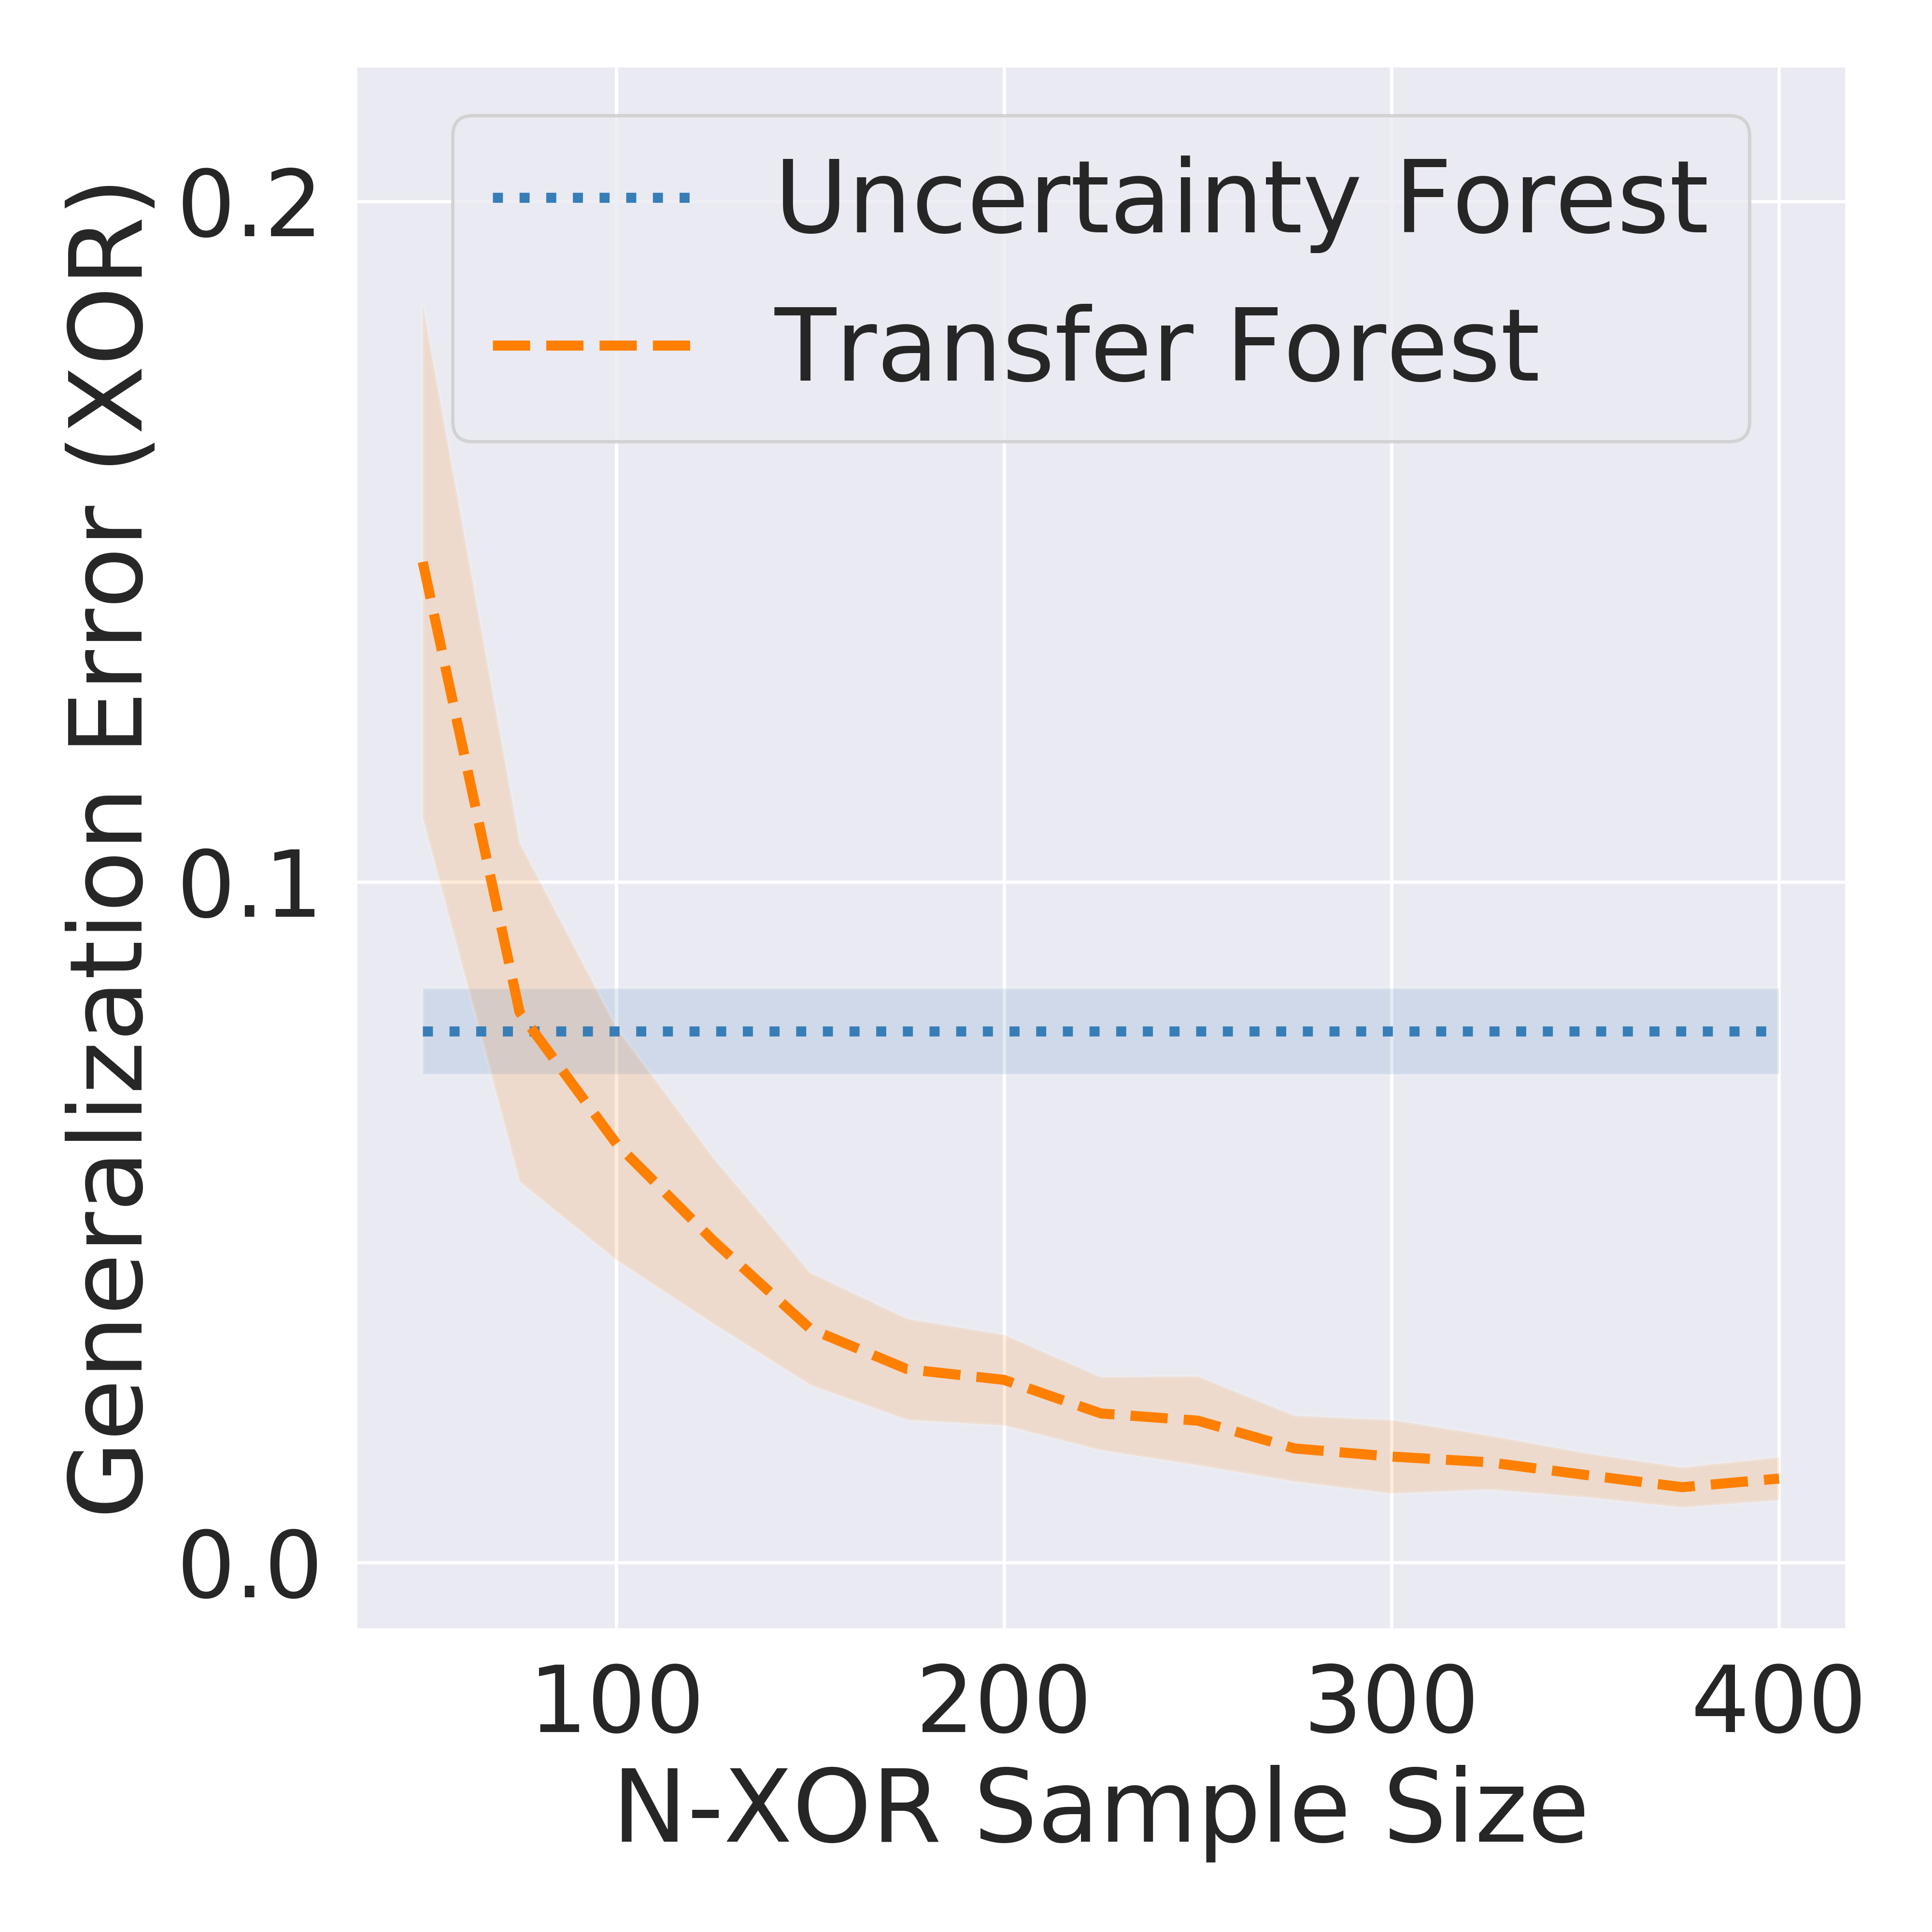 Generalization Error (XOR)
0.2
0.1
0.0
Uncertainty Forest
Transfer Forest
100 200 300 400
N-XOR Sample Size